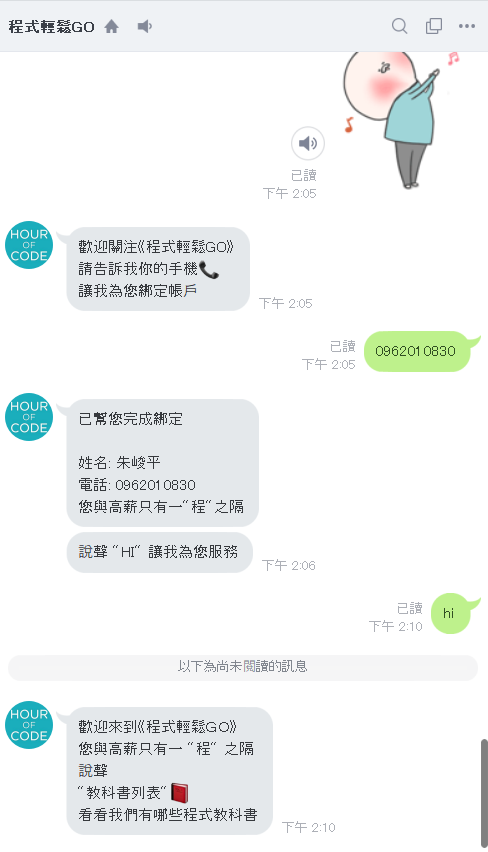 程式輕鬆GO
已讀
下午 2:05
HOUR
OF
CODE
歡迎關注《程式輕鬆GO》
請告訴我你的手機
讓我為您綁定帳戶
下午 2:05
已讀
下午 2:05
0962010830
HOUR
OF
CODE
已幫您完成綁定
姓名: 朱峻平
電話: 0962010830
您與高薪只有一“程“之隔
說聲 “HI“ 讓我為您服務
下午 2:06
已讀
下午 2:10
hi
以下為尚未閱讀的訊息
HOUR
OF
CODE
歡迎來到《程式輕鬆GO》
您與高薪只有一 “程“ 之隔
說聲
“教科書列表“
看看我們有哪些程式教科書
下午 2:10